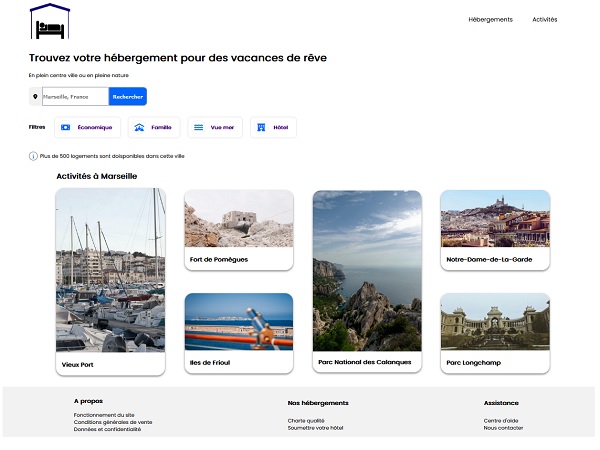 Hébergements Activités
Trouvez votre hébergement pour des vacances de rêve
En plein centre ville ou en pleine nature
Marseille, France Rechercher
Filtres Économique Famille Vue mer Hôtel
Plus de 500 logements sont doisponibles dans cette ville
Activités à Marseille
Fort de Pomègues
Notre-Dame-de-La-Garde
Vieux Port
Iles de Frioul
Parc National des Calanques
Parc Longchamp
A propos
Fonctionnement du site
Conditions générales de vente
Données et confidentialité
Nos hébergements
Charte qualité
Soumettre votre hôtel
Assistance
Centre d'aide
Nous contacter